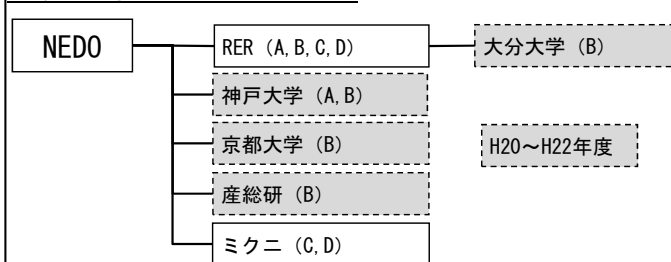 NEDO
RER (A, B, C, D)
大分大学 (B)
神戸大学 (A, B)
京都大学 (B)
H20～H22年度
産総研 (B)
ミクニ (C, D)